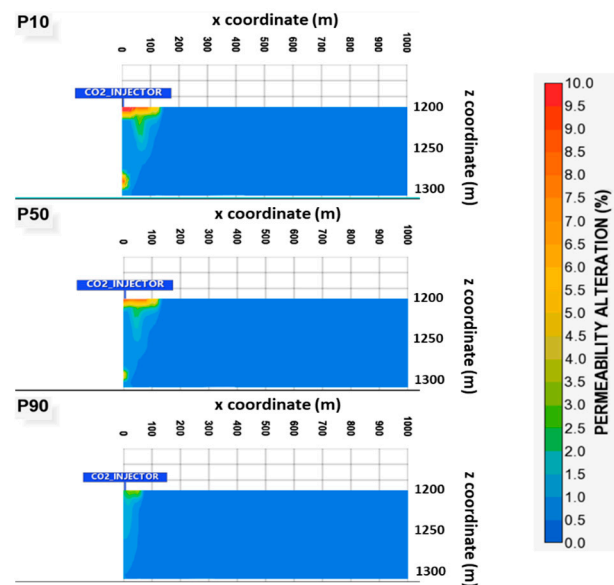 P10
x coordinate (m)
0 100 200 300 400 500 600 700 800 900 1000
CO2_INJECTOR
1200
1250
1300
z coordinate (m)
P50
x coordinate (m)
0 100 200 300 400 500 600 700 800 900 1000
CO2_INJECTOR
1200
1250
1300
z coordinate (m)
P90
x coordinate (m)
0 100 200 300 400 500 600 700 800 900 1000
CO2_INJECTOR
1200
1250
1300
z coordinate (m)
10.0
9.5
9.0
8.5
8.0
7.5
7.0
6.5
6.0
5.5
5.0
4.5
4.0
3.5
3.0
2.5
2.0
1.5
1.0
0.5
0.0
PERMEABILITY ALTERATION (%)